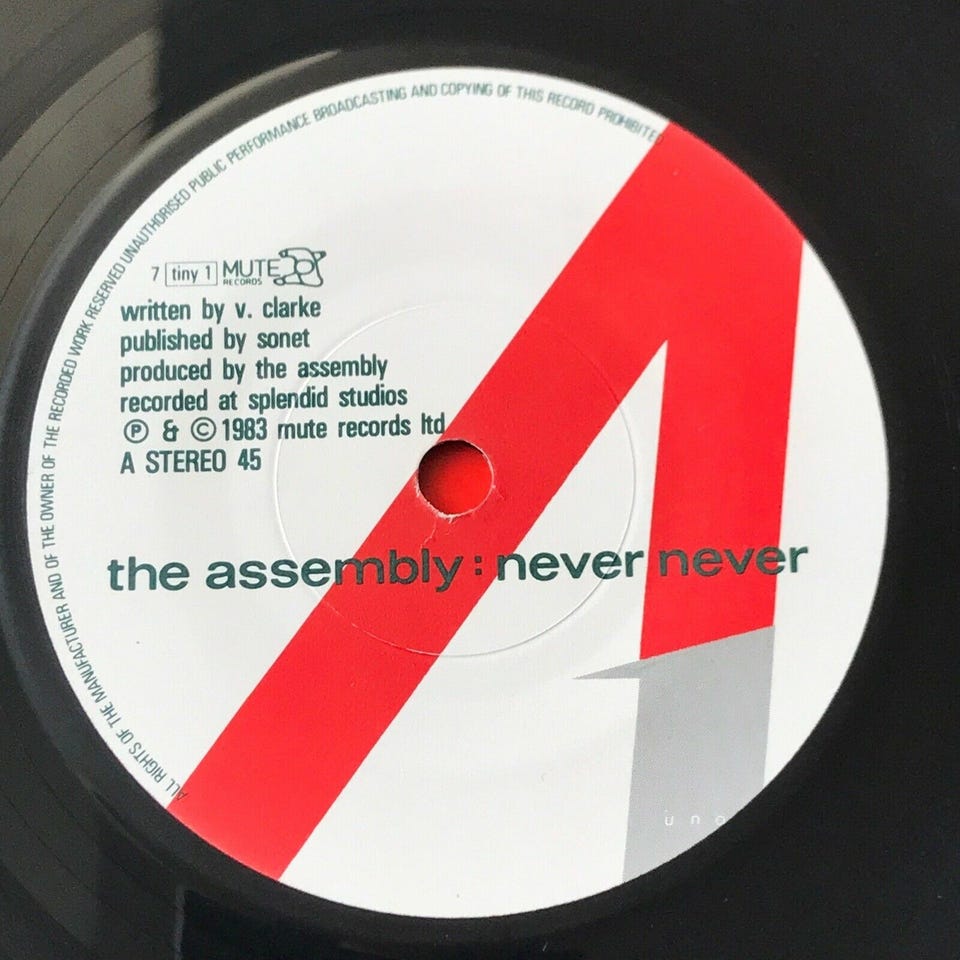 ALL RIGHTS OF THE MANUFACTURER AND OF THE OWNER OF THE RECORDED WORK RESERVED UNAUTHORISED PUBLIC PERFORMANCE BROADCASTING AND COPYING OF THIS RECORD PROHIBITED
7 tiny 1 MUTE RECORDS
written by v. clarke
published by sonet
produced by the assembly
recorded at splendid studios
Ⓟ & © 1983 mute records ltd
A STEREO 45
the assembly : never never
1
uno